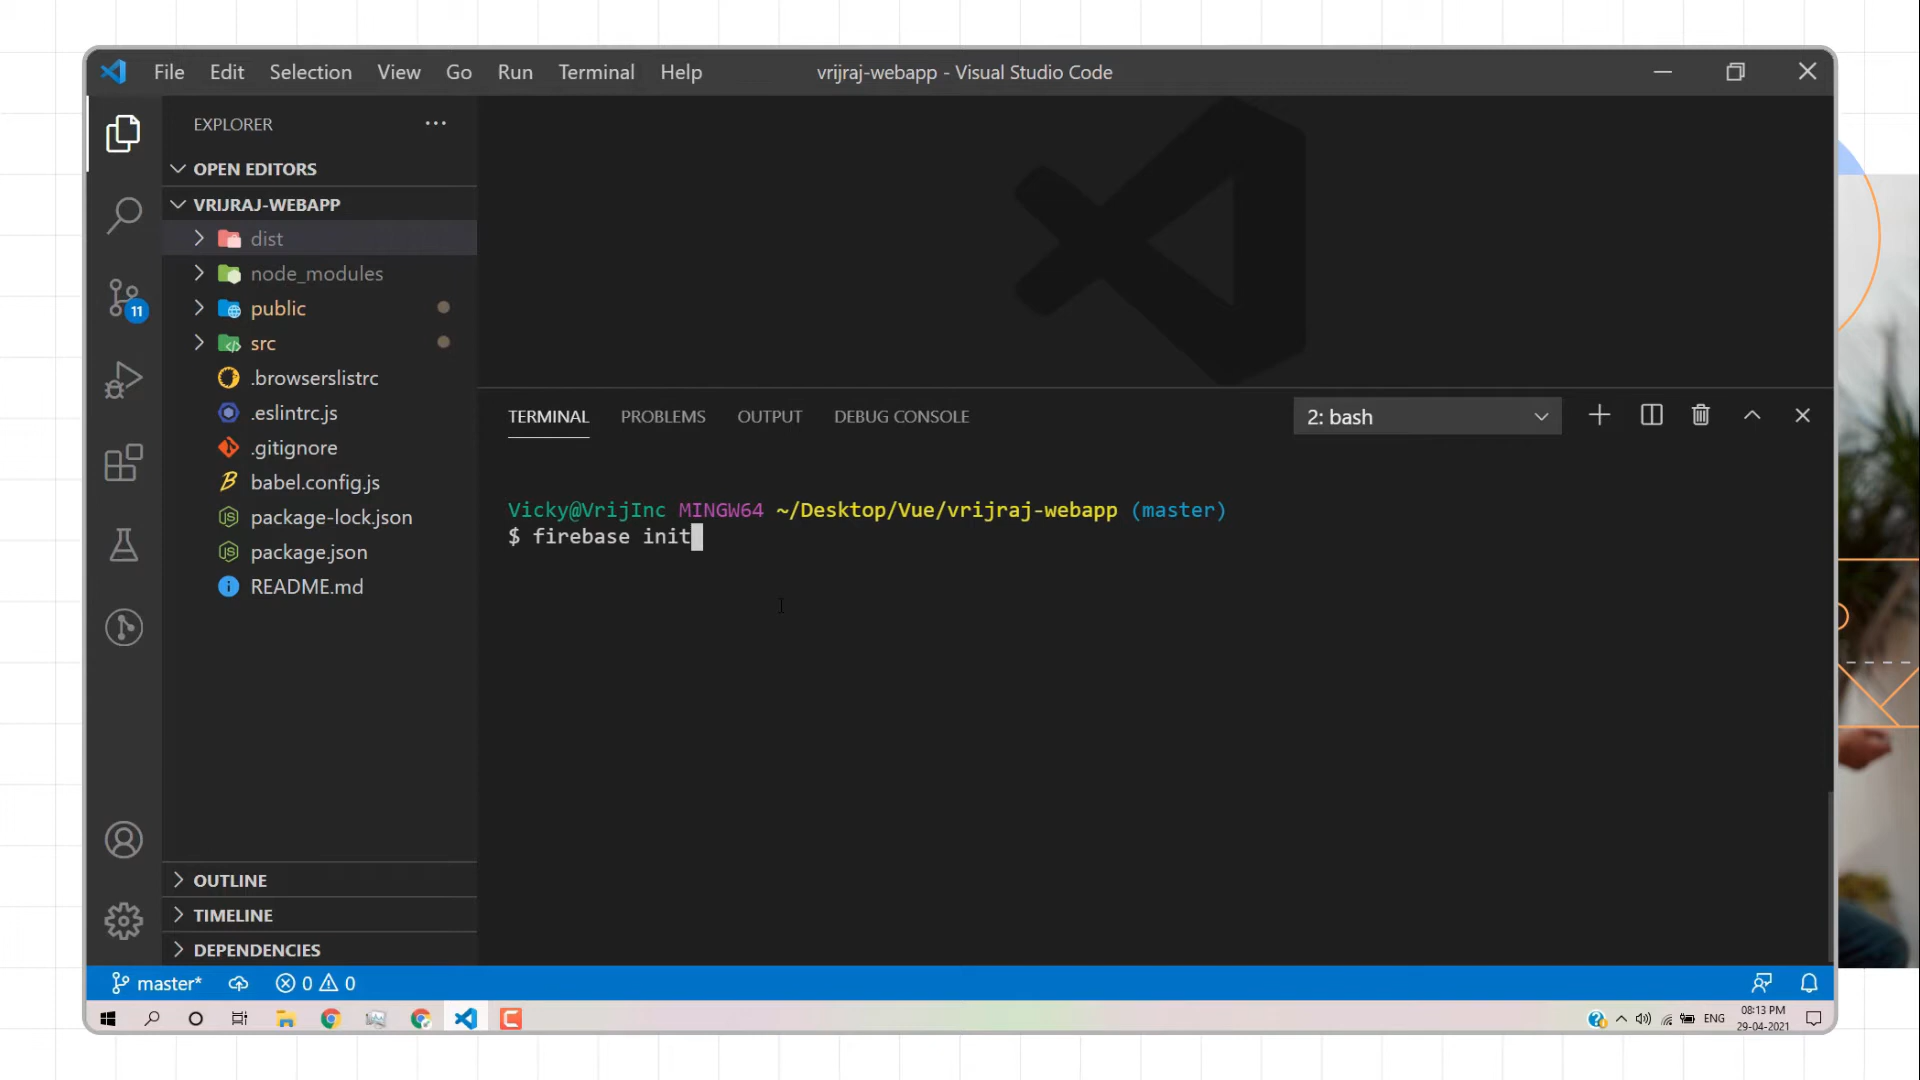 File Edit Selection View Go Run Terminal Help vrijraj-webapp - Visual Studio Code
EXPLORER
OPEN EDITORS
VRIJRAJ-WEBAPP
dist
node_modules
public
src
.browserslistrc
.eslintrc.js
.gitignore
babel.config.js
package-lock.json
package.json
README.md
OUTLINE
TIMELINE
DEPENDENCIES
11
TERMINAL PROBLEMS OUTPUT DEBUG CONSOLE 2: bash
Vicky@VrijInc MINGW64 ~/Desktop/Vue/vrijraj-webapp (master)
$ firebase init
master* 0 0
ENG 08:13 PM
29-04-2021